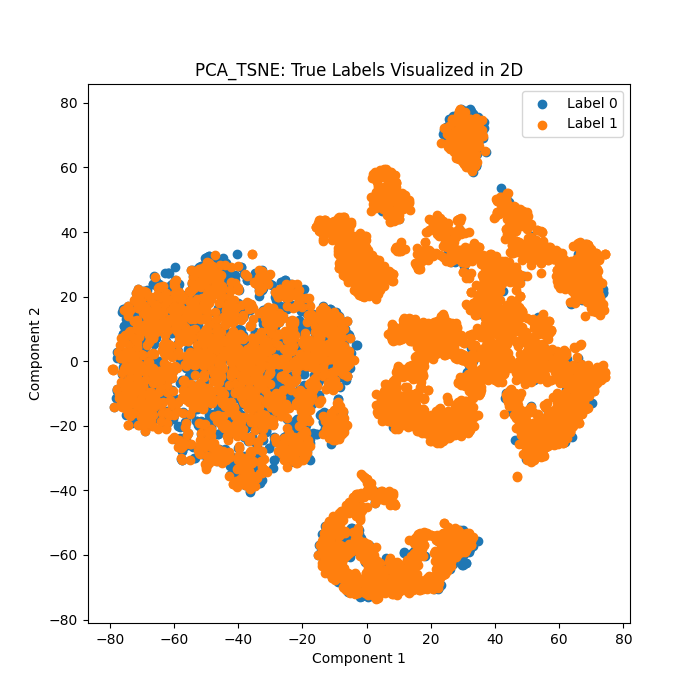 PCA_TSNE: True Labels Visualized in 2D
Label 0
Label 1
80
60
40
20
0
−20
−40
−60
−80
Component 2
−80 −60 −40 −20 0 20 40 60 80
Component 1